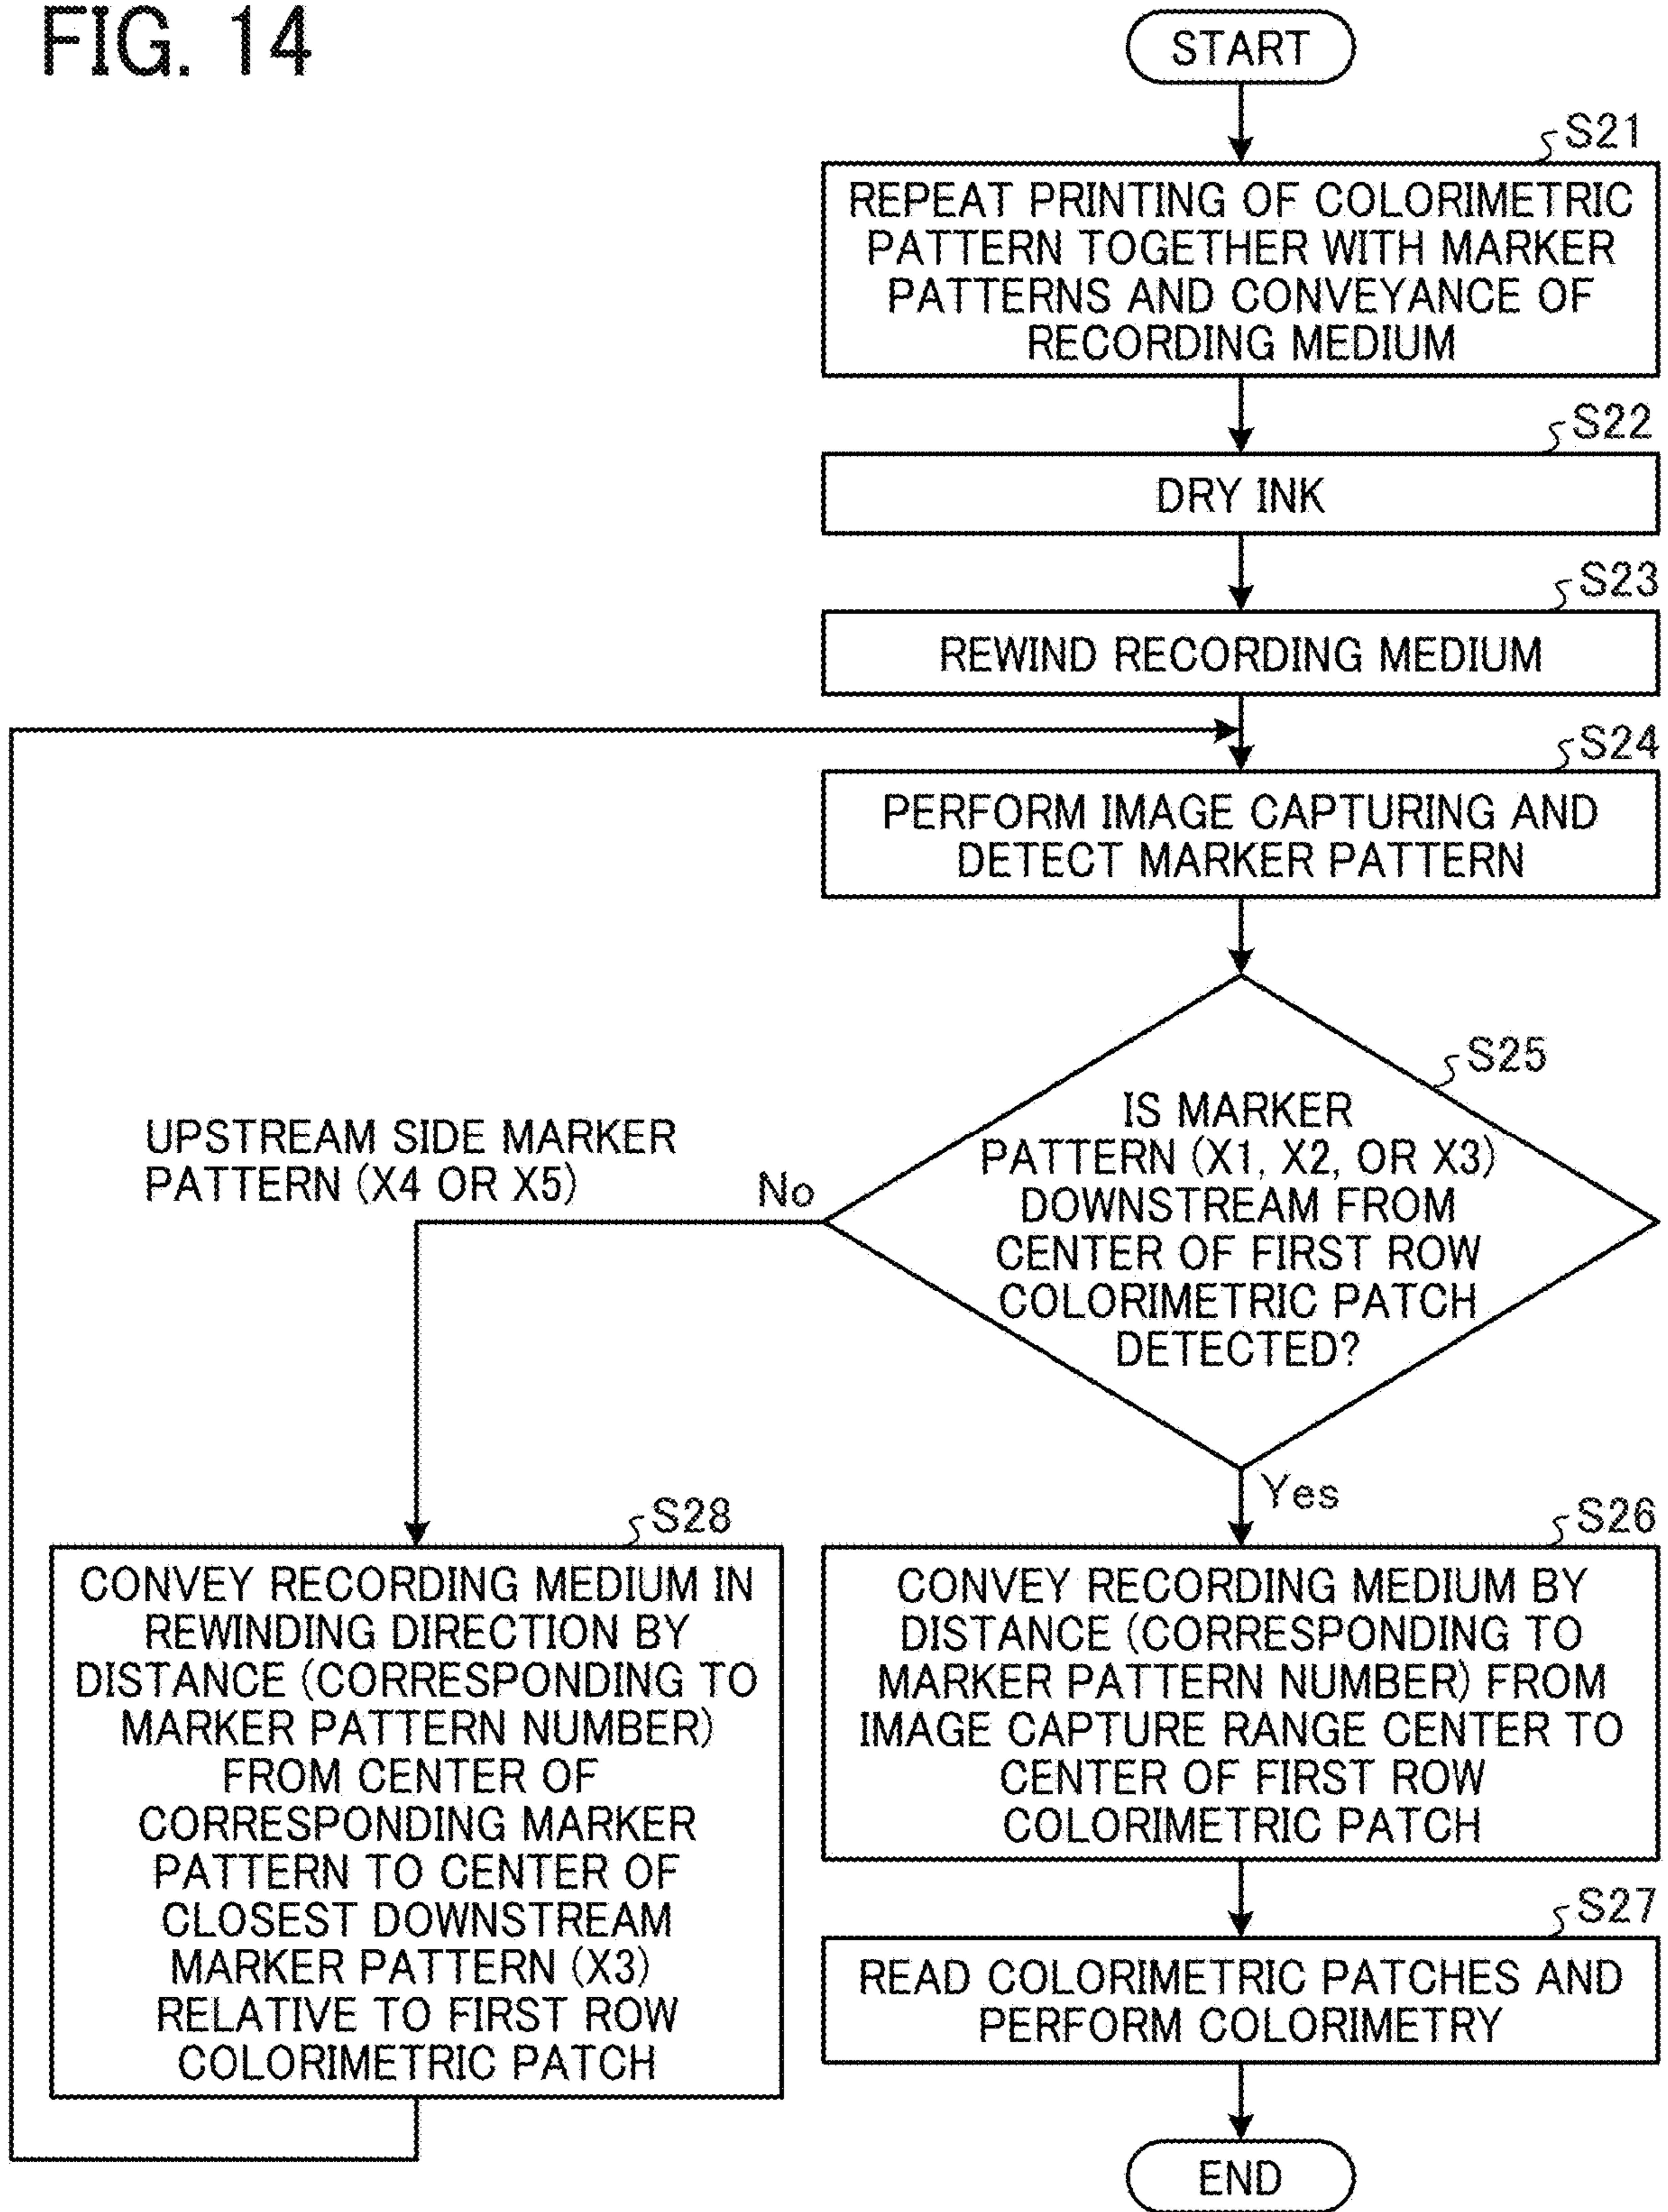 FIG. 14
START
S21
REPEAT PRINTING OF COLORIMETRIC
PATTERN TOGETHER WITH MARKER
PATTERNS AND CONVEYANCE OF
RECORDING MEDIUM
S22
DRY INK
S23
REWIND RECORDING MEDIUM
S24
PERFORM IMAGE CAPTURING AND
DETECT MARKER PATTERN
S25
IS MARKER
PATTERN (X1, X2, OR X3)
DOWNSTREAM FROM
CENTER OF FIRST ROW
COLORIMETRIC PATCH
DETECTED?
UPSTREAM SIDE MARKER
PATTERN (X4 OR X5)
No
Yes
S28
CONVEY RECORDING MEDIUM IN
REWINDING DIRECTION BY
DISTANCE (CORRESPONDING TO
MARKER PATTERN NUMBER)
FROM CENTER OF
CORRESPONDING MARKER
PATTERN TO CENTER OF
CLOSEST DOWNSTREAM
MARKER PATTERN (X3)
RELATIVE TO FIRST ROW
COLORIMETRIC PATCH
S26
CONVEY RECORDING MEDIUM BY
DISTANCE (CORRESPONDING TO
MARKER PATTERN NUMBER) FROM
IMAGE CAPTURE RANGE CENTER TO
CENTER OF FIRST ROW
COLORIMETRIC PATCH
S27
READ COLORIMETRIC PATCHES AND
PERFORM COLORIMETRY
END